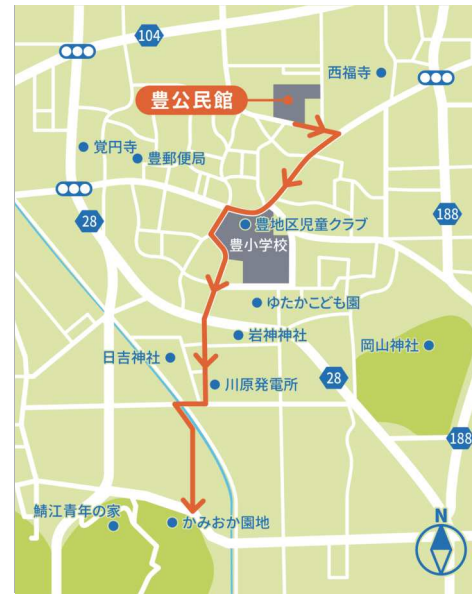 104
西福寺
豊公民館
覚円寺
豊郵便局
28
188
豊地区児童クラブ
豊小学校
ゆたかこども園
岩神神社
岡山神社
日吉神社
川原発電所
28
188
鯖江青年の家
かみおか園地
N